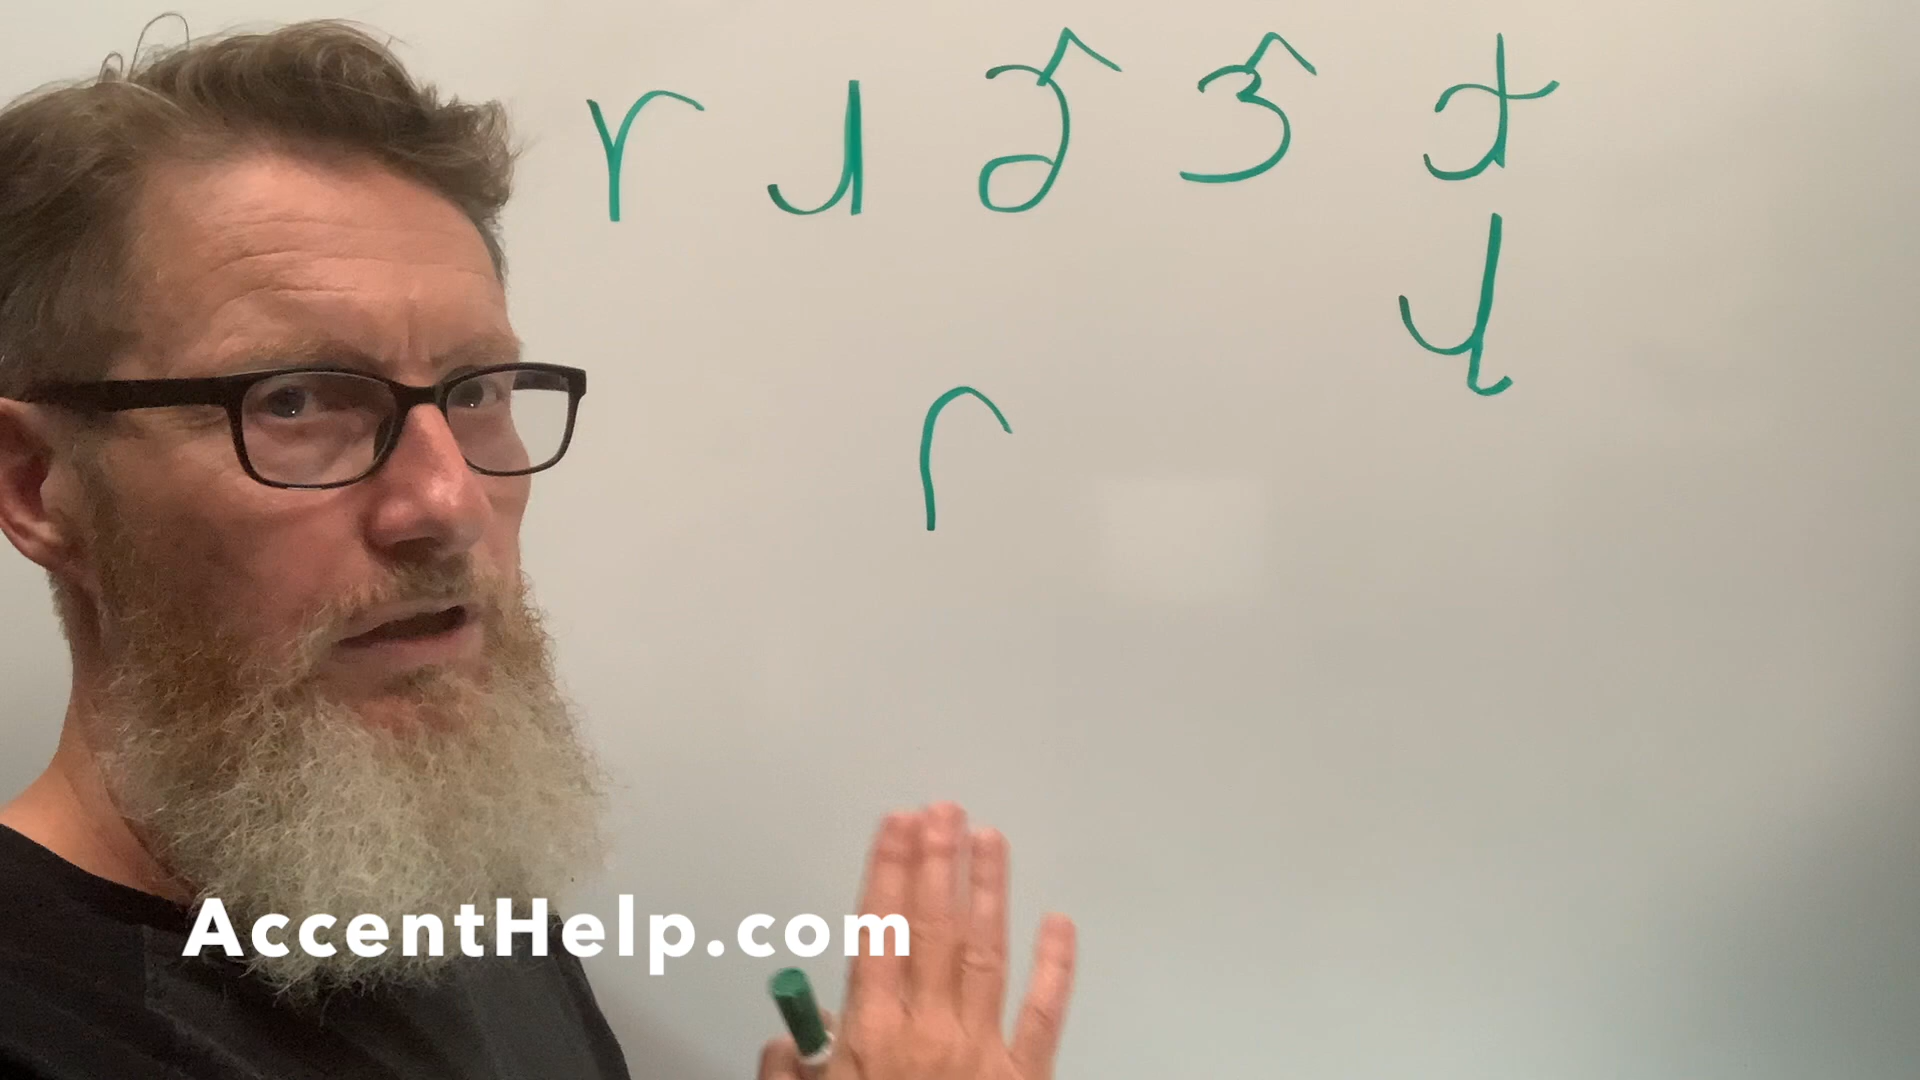 r ɹ ɚ ɝ ɾ
ɻ
ɾ
AccentHelp.com